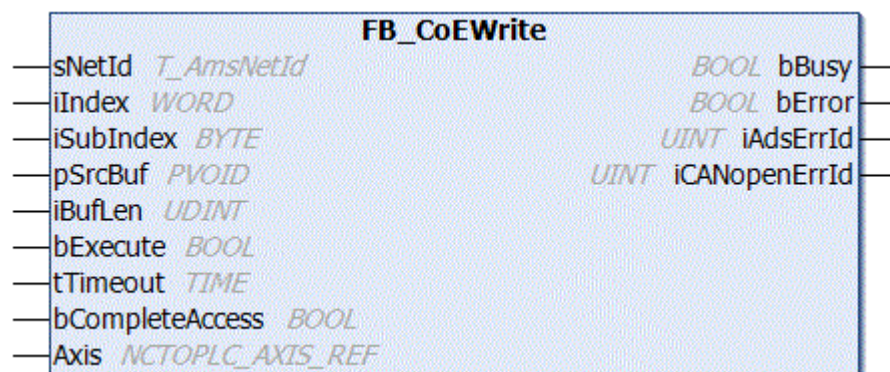 FB_CoEWrite
sNetId T_AmsNetId BOOL bBusy
iIndex WORD BOOL bError
iSubIndex BYTE UINT iAdsErrId
pSrcBuf PVOID UINT iCANopenErrId
iBufLen UDINT
bExecute BOOL
tTimeout TIME
bCompleteAccess BOOL
Axis NCTOPLC_AXIS_REF